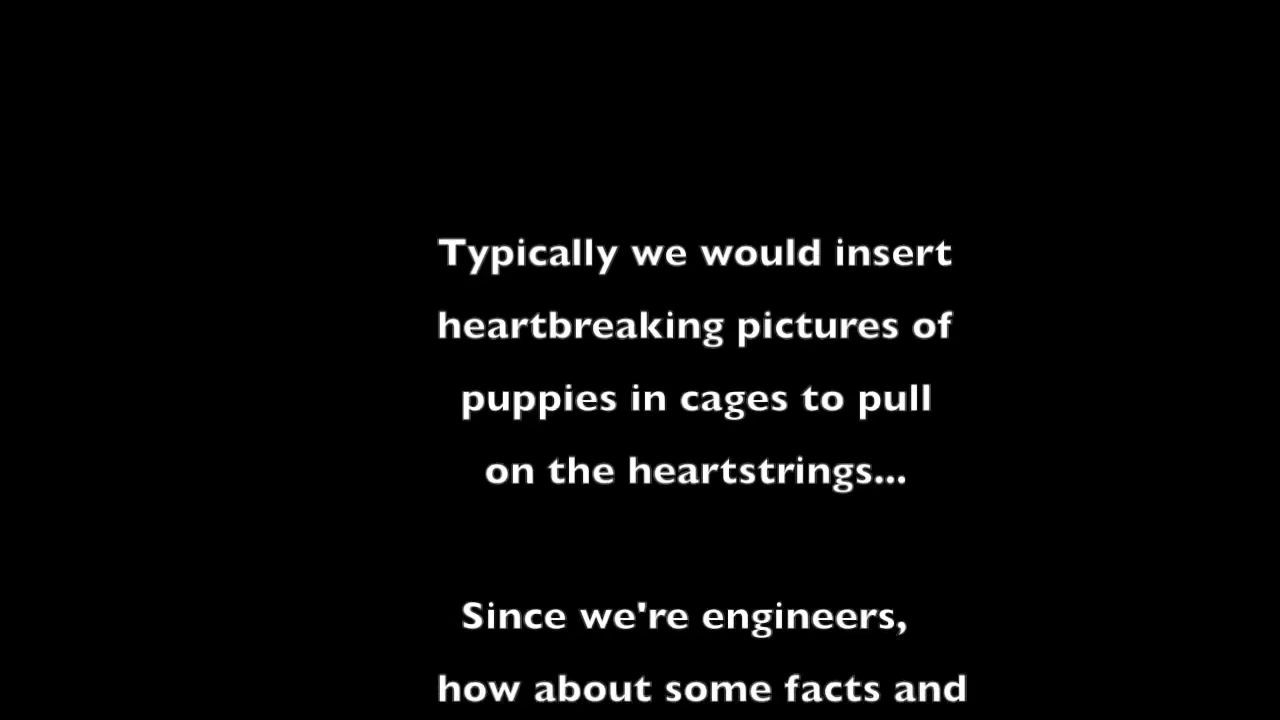 Typically we would insert
heartbreaking pictures of
puppies in cages to pull
on the heartstrings...
Since we're engineers,
how about some facts and